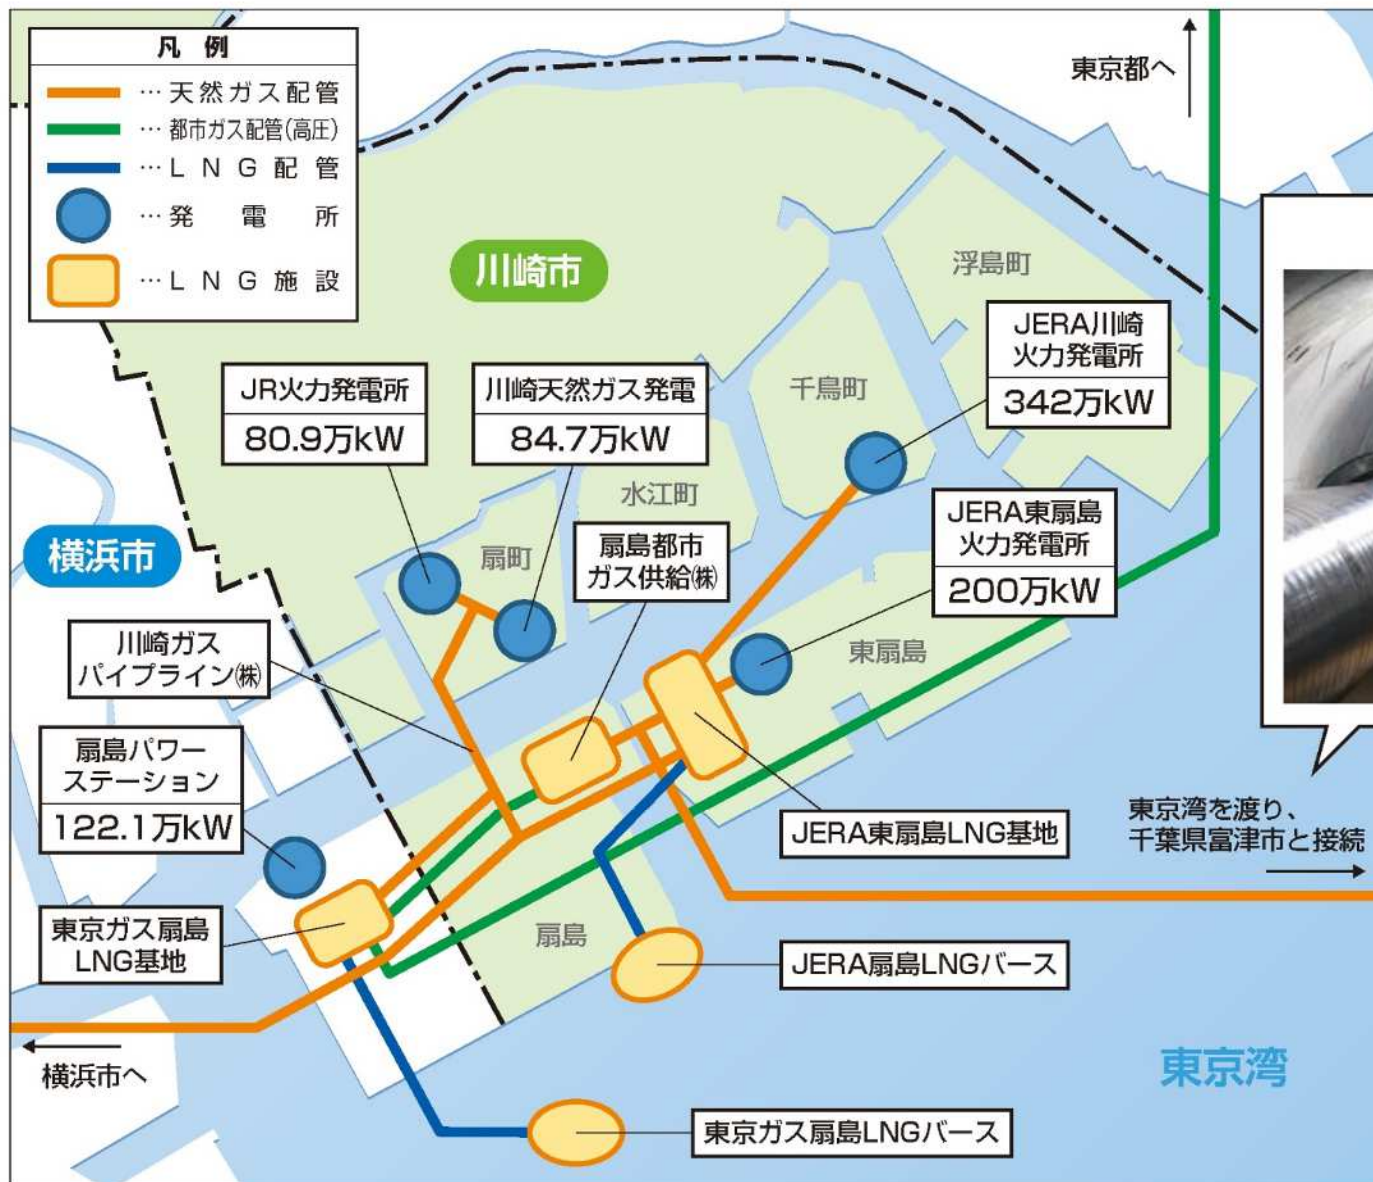 凡例
…天然ガス配管
…都市ガス配管(高圧)
…LNG配管
…発電所
…LNG施設
東京都へ
川崎市
浮島町
JERA川崎
火力発電所
342万kW
JR火力発電所
80.9万kW
川崎天然ガス発電
84.7万kW
千鳥町
水江町
JERA東扇島
火力発電所
200万kW
横浜市
扇町
扇島都市
ガス供給㈱
川崎ガス
パイプライン㈱
東扇島
扇島パワー
ステーション
122.1万kW
JERA東扇島LNG基地
東京湾を渡り、
千葉県富津市と接続
東京ガス扇島
LNG基地
扇島
JERA扇島LNGバース
横浜市へ
東京湾
東京ガス扇島LNGバース